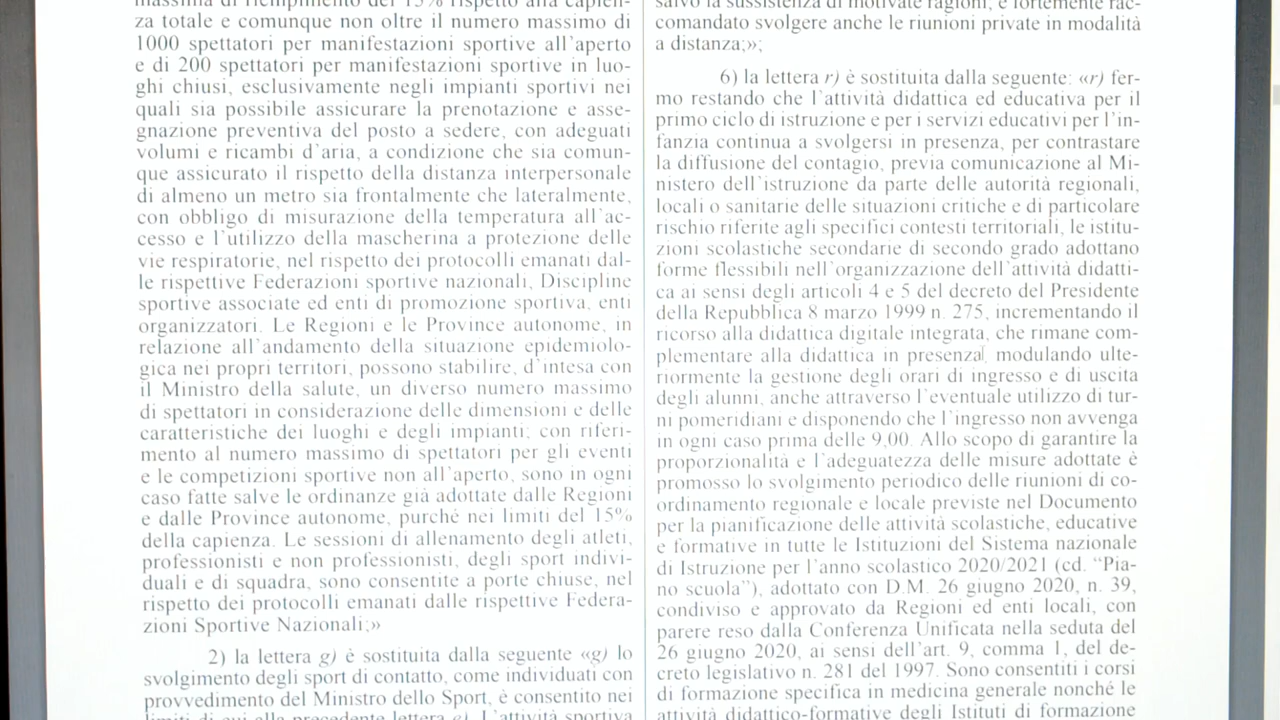 massima di riempimento del 15% rispetto alla capien-
za totale e comunque non oltre il numero massimo di
1000 spettatori per manifestazioni sportive all'aperto
e di 200 spettatori per manifestazioni sportive in luo-
ghi chiusi, esclusivamente negli impianti sportivi nei
quali sia possibile assicurare la prenotazione e asse-
gnazione preventiva del posto a sedere, con adeguati
volumi e ricambi d'aria, a condizione che sia comun-
que assicurato il rispetto della distanza interpersonale
di almeno un metro sia frontalmente che lateralmente,
con obbligo di misurazione della temperatura all'ac-
cesso e l'utilizzo della mascherina a protezione delle
vie respiratorie, nel rispetto dei protocolli emanati dal-
le rispettive Federazioni sportive nazionali, Discipline
sportive associate ed enti di promozione sportiva, enti
organizzatori. Le Regioni e le Province autonome, in
relazione all'andamento della situazione epidemiolo-
gica nei propri territori, possono stabilire, d'intesa con
il Ministro della salute, un diverso numero massimo
di spettatori in considerazione delle dimensioni e delle
caratteristiche dei luoghi e degli impianti; con riferi-
mento al numero massimo di spettatori per gli eventi
e le competizioni sportive non all'aperto, sono in ogni
caso fatte salve le ordinanze già adottate dalle Regioni
e dalle Province autonome, purché nei limiti del 15%
della capienza. Le sessioni di allenamento degli atleti,
professionisti e non professionisti, degli sport indivi-
duali e di squadra, sono consentite a porte chiuse, nel
rispetto dei protocolli emanati dalle rispettive Federa-
zioni Sportive Nazionali;»
2) la lettera g) è sostituita dalla seguente «g) lo
svolgimento degli sport di contatto, come individuati con
provvedimento del Ministro dello Sport, è consentito nei
limiti di cui alla precedente lettera e). L'attività sportiva
salvo la sussistenza di motivate ragioni; è fortemente rac-
comandato svolgere anche le riunioni private in modalità
a distanza;»;
6) la lettera r) è sostituita dalla seguente: «r) fer-
mo restando che l'attività didattica ed educativa per il
primo ciclo di istruzione e per i servizi educativi per l'in-
fanzia continua a svolgersi in presenza, per contrastare
la diffusione del contagio, previa comunicazione al Mi-
nistero dell'istruzione da parte delle autorità regionali,
locali o sanitarie delle situazioni critiche e di particolare
rischio riferite agli specifici contesti territoriali, le istitu-
zioni scolastiche secondarie di secondo grado adottano
forme flessibili nell'organizzazione dell'attività didatti-
ca ai sensi degli articoli 4 e 5 del decreto del Presidente
della Repubblica 8 marzo 1999 n. 275, incrementando il
ricorso alla didattica digitale integrata, che rimane com-
plementare alla didattica in presenza, modulando ulte-
riormente la gestione degli orari di ingresso e di uscita
degli alunni, anche attraverso l'eventuale utilizzo di tur-
ni pomeridiani e disponendo che l'ingresso non avvenga
in ogni caso prima delle 9,00. Allo scopo di garantire la
proporzionalità e l'adeguatezza delle misure adottate è
promosso lo svolgimento periodico delle riunioni di co-
ordinamento regionale e locale previste nel Documento
per la pianificazione delle attività scolastiche, educative
e formative in tutte le Istituzioni del Sistema nazionale
di Istruzione per l'anno scolastico 2020/2021 (cd. “Pia-
no scuola”), adottato con D.M. 26 giugno 2020, n. 39,
condiviso e approvato da Regioni ed enti locali, con
parere reso dalla Conferenza Unificata nella seduta del
26 giugno 2020, ai sensi dell'art. 9, comma 1, del de-
creto legislativo n. 281 del 1997. Sono consentiti i corsi
di formazione specifica in medicina generale nonché le
attività didattico-formative degli Istituti di formazione